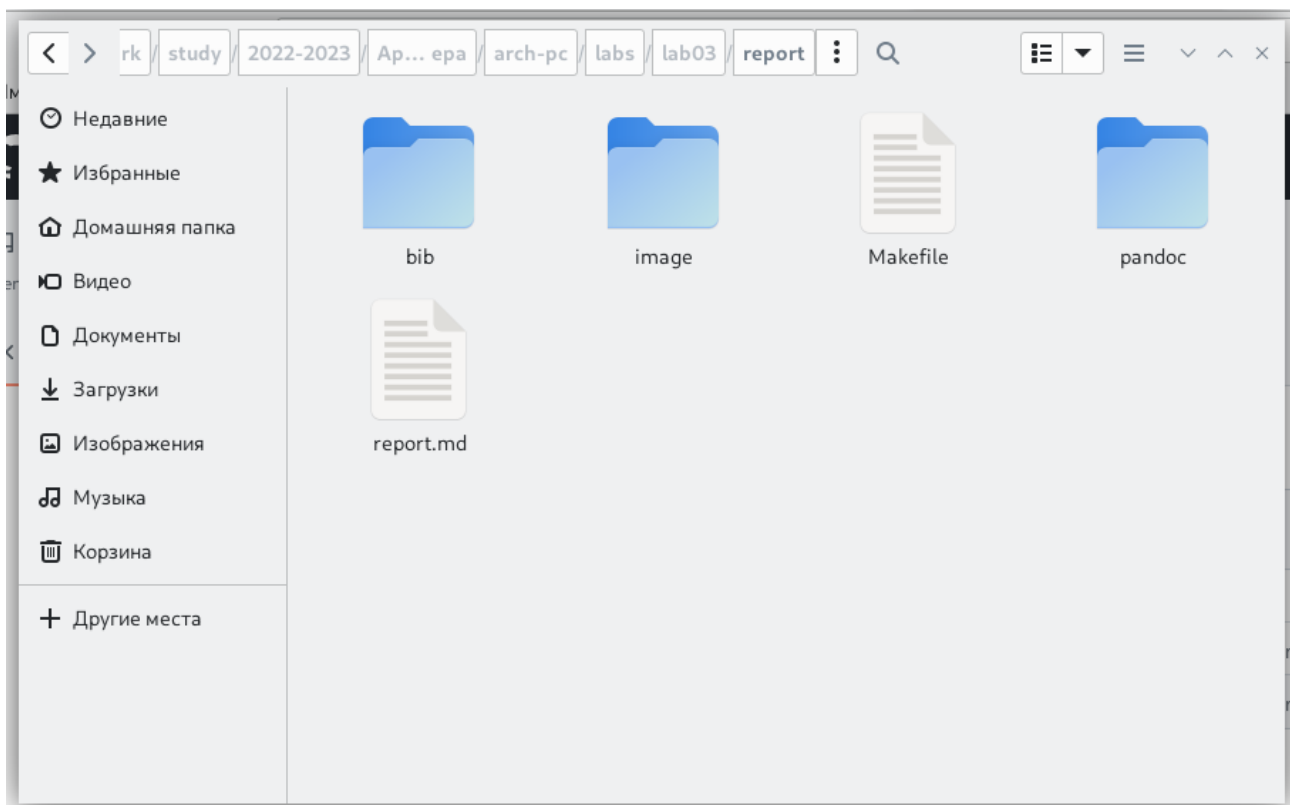 rk / study / 2022-2023 / Ар... ера / arch-pc / labs / lab03 / report
Недавние
Избранные
Домашняя папка
Видео
Документы
Загрузки
Изображения
Музыка
Корзина
Другие места
bib image Makefile pandoc
report.md